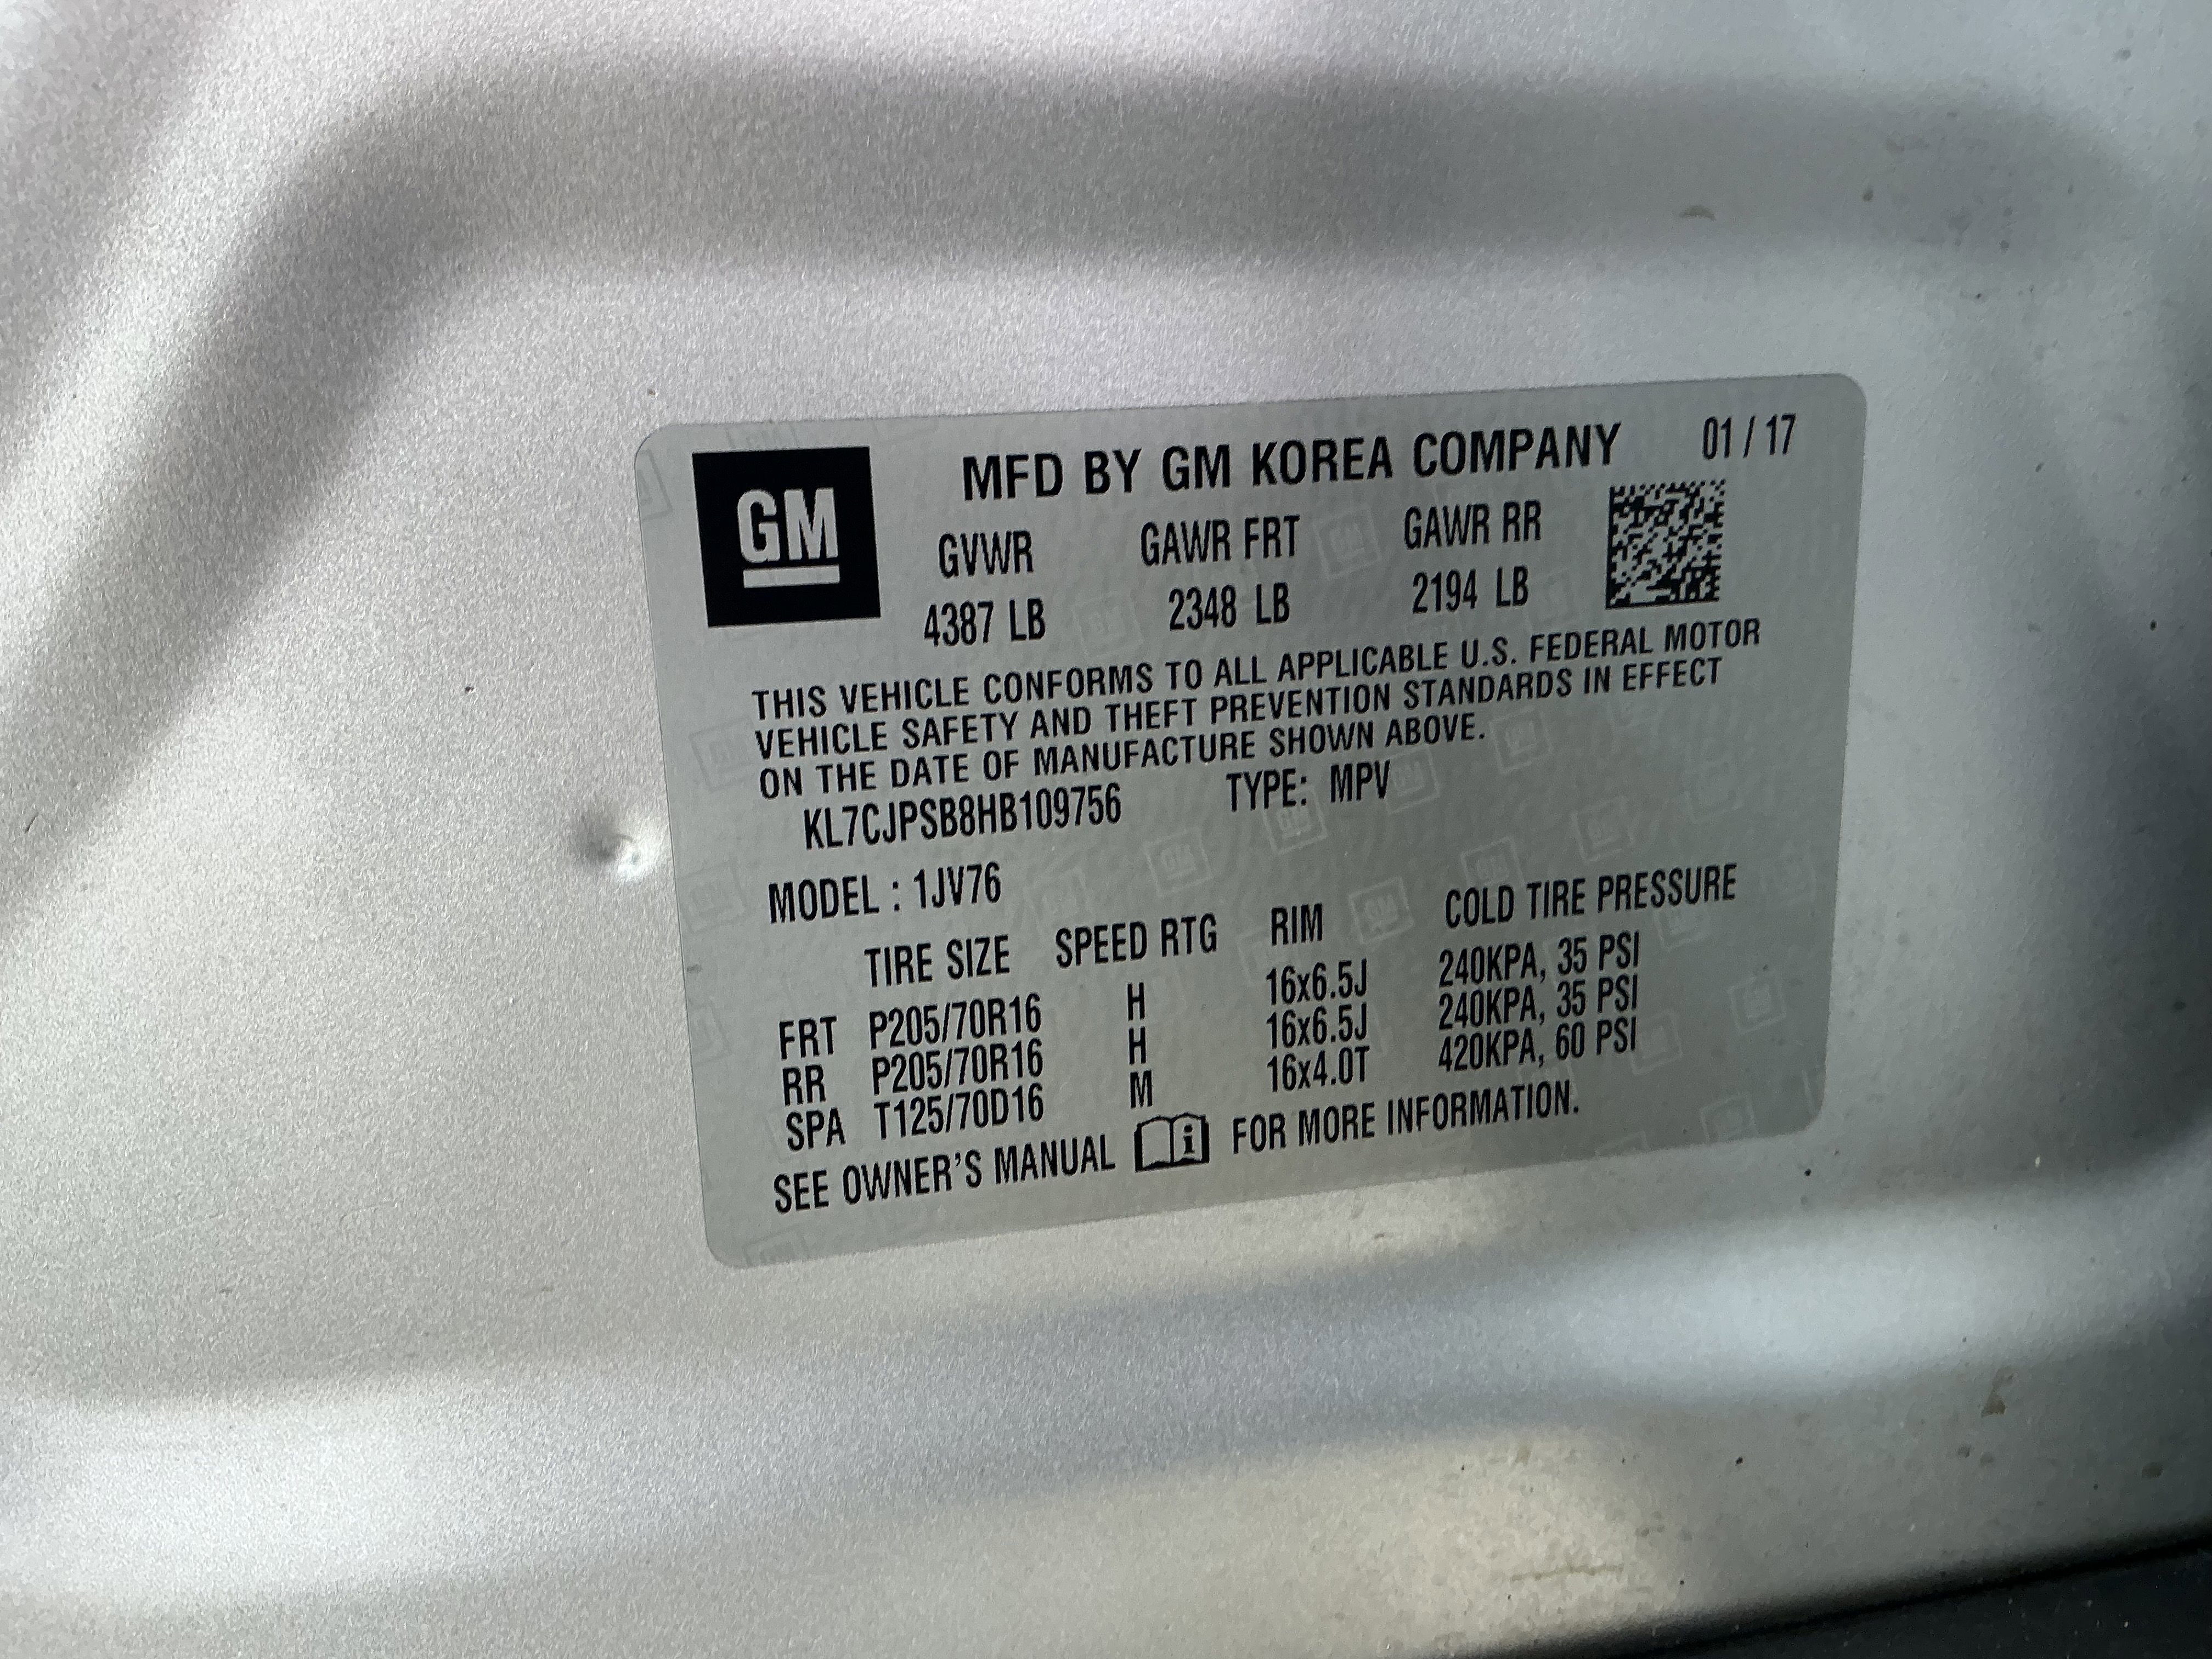 GM
MFD BY GM KOREA COMPANY 01 / 17
GVWR GAWR FRT GAWR RR
4387 LB 2348 LB 2194 LB
THIS VEHICLE CONFORMS TO ALL APPLICABLE U.S. FEDERAL MOTOR
VEHICLE SAFETY AND THEFT PREVENTION STANDARDS IN EFFECT
ON THE DATE OF MANUFACTURE SHOWN ABOVE.
KL7CJPSB8HB109756 TYPE: MPV
MODEL : 1JV76
TIRE SIZE SPEED RTG RIM COLD TIRE PRESSURE
FRT P205/70R16 H 16x6.5J 240KPA, 35 PSI
RR P205/70R16 H 16x6.5J 240KPA, 35 PSI
SPA T125/70D16 M 16x4.0T 420KPA, 60 PSI
SEE OWNER'S MANUAL i FOR MORE INFORMATION.